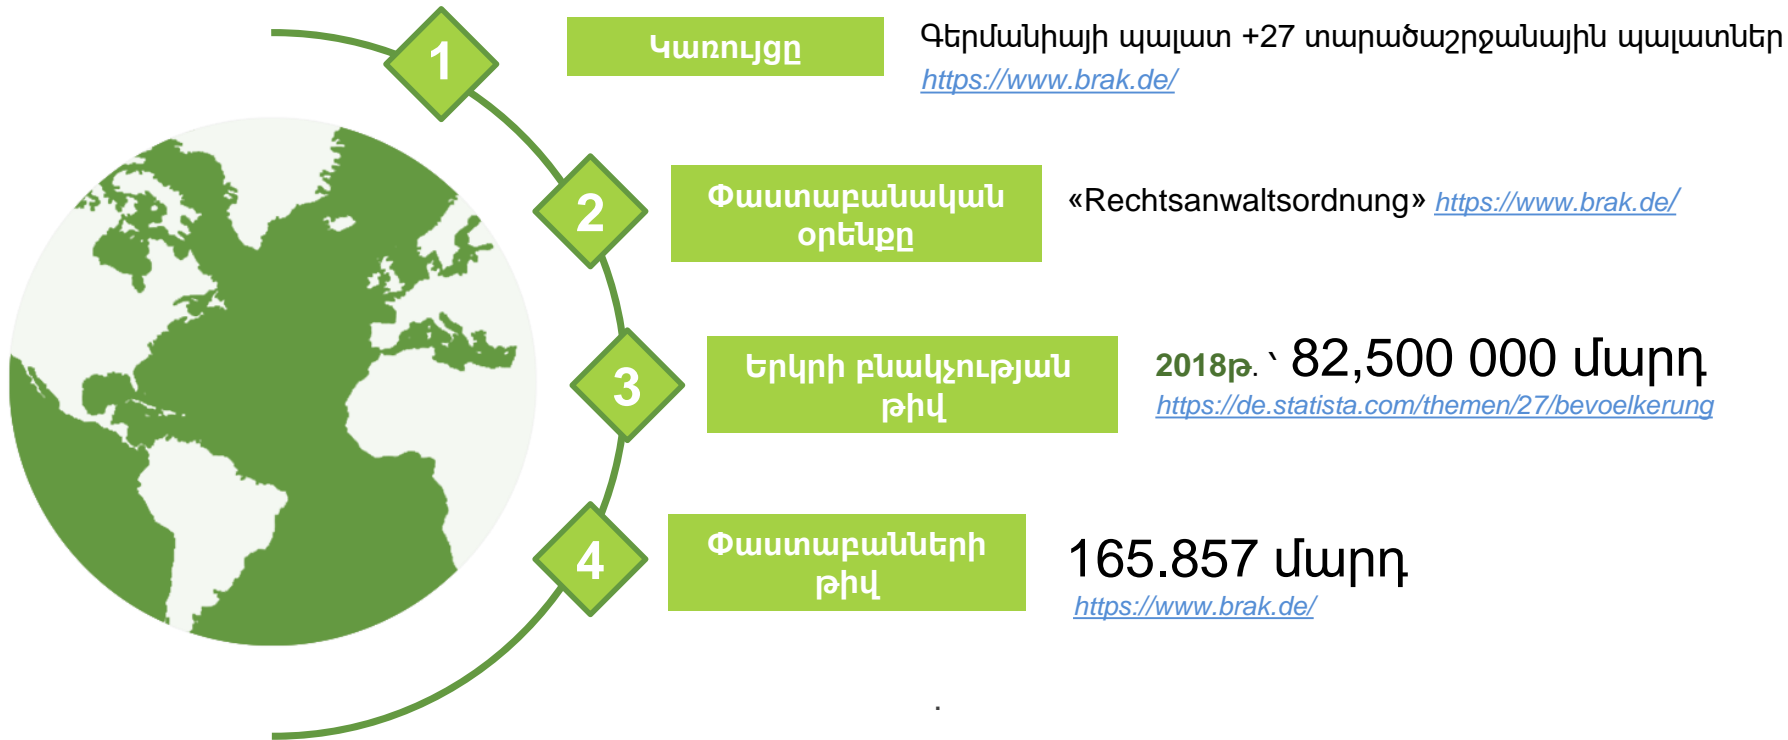 1
Կառույցը
Գերմանիայի պալատ +27 տարածաշրջանային պալատներ
https://www.brak.de/
2
Փաստաբանական
օրենքը
«Rechtsanwaltsordnung» https://www.brak.de/
3
Երկրի բնակչության
թիվ
2018թ. ՝ 82,500 000 մարդ
https://de.statista.com/themen/27/bevoelkerung
4
Փաստաբանների
թիվ
165.857 մարդ
https://www.brak.de/
.